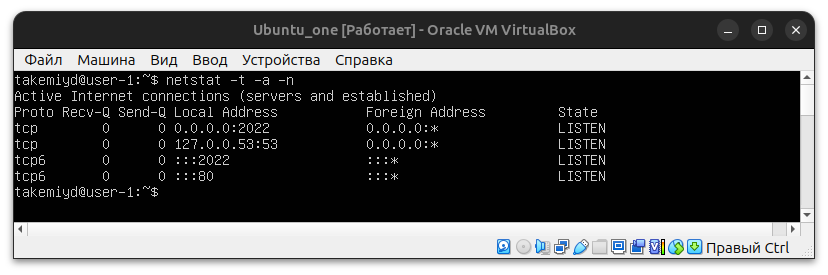 Ubuntu_one [Работает] - Oracle VM VirtualBox
Файл Машина Вид Ввод Устройства Справка
takemiyd@user-1:~$ netstat -t -a -n
Active Internet connections (servers and established)
Proto Recv-Q Send-Q Local Address Foreign Address State
tcp 0 0 0.0.0.0:2022 0.0.0.0:* LISTEN
tcp 0 0 127.0.0.53:53 0.0.0.0:* LISTEN
tcp6 0 0 :::2022 :::* LISTEN
tcp6 0 0 :::80 :::* LISTEN
takemiyd@user-1:~$
Правый Ctrl